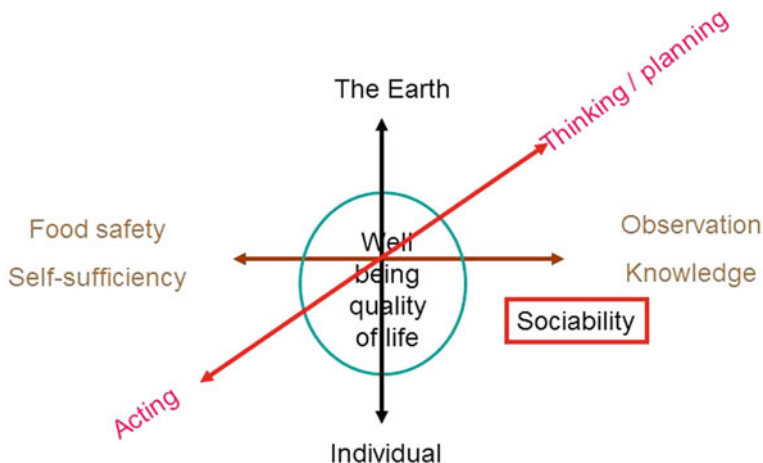 The Earth
Thinking / planning
Food safety
Self-sufficiency
Well
being
quality
of life
Observation
Knowledge
Sociability
Acting
Individual